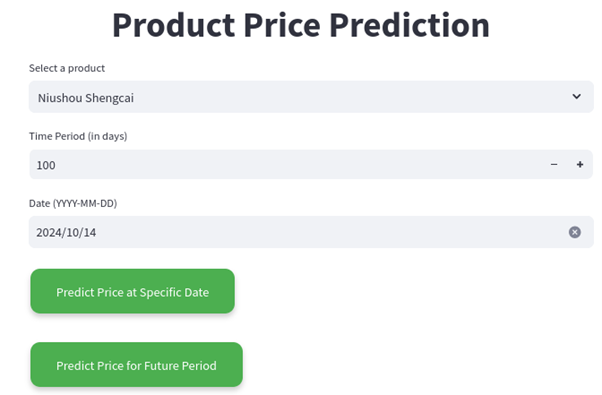 Product Price Prediction
Select a product
Niushou Shengcai
Time Period (in days)
100
− +
Date (YYYY-MM-DD)
2024/10/14
Predict Price at Specific Date
Predict Price for Future Period